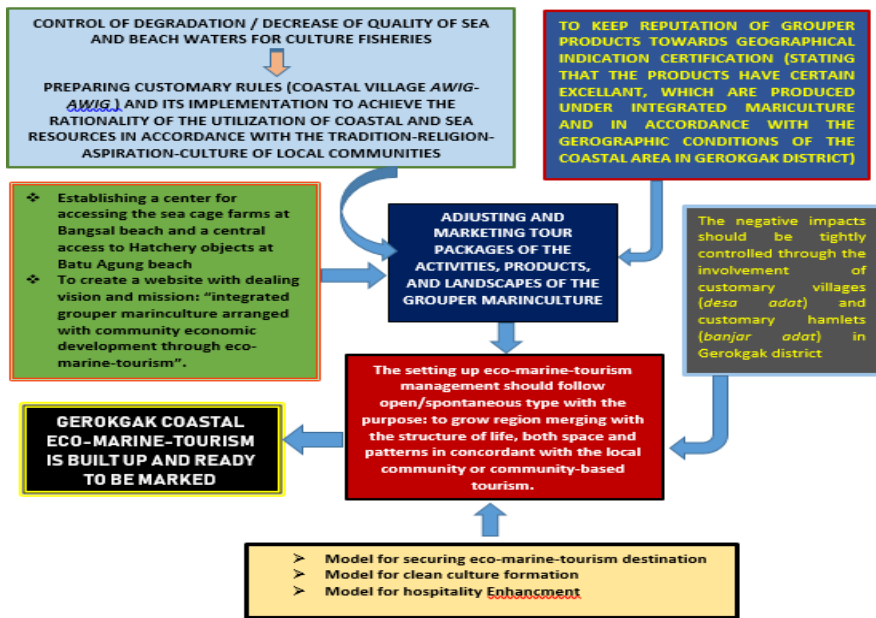 CONTROL OF DEGRADATION / DECREASE OF QUALITY OF SEA
AND BEACH WATERS FOR CULTURE FISHERIES
PREPARING CUSTOMARY RULES (COASTAL VILLAGE AWIG-
AWIG ) AND ITS IMPLEMENTATION TO ACHIEVE THE
RATIONALITY OF THE UTILIZATION OF COASTAL AND SEA
RESOURCES IN ACCORDANCE WITH THE TRADITION-RELIGION-
ASPIRATION-CULTURE OF LOCAL COMMUNITIES
TO KEEP REPUTATION OF GROUPER
PRODUCTS TOWARDS GEOGRAPHICAL
INDICATION CERTIFICATION (STATING
THAT THE PRODUCTS HAVE CERTAIN
EXCELLANT, WHICH ARE PRODUCED
UNDER INTEGRATED MARICULTURE
AND IN ACCORDANCE WITH THE
GEROGRAPHIC CONDITIONS OF THE
COASTAL AREA IN GEROKGAK DISTRICT)
❖ Establishing a center for
accessing the sea cage farms at
Bangsal beach and a central
access to Hatchery objects at
Batu Agung beach
❖ To create a website with dealing
vision and mission: “integrated
grouper marinculture arranged
with community economic
development through eco-
marine-tourism”.
ADJUSTING AND
MARKETING TOUR
PACKAGES OF THE
ACTIVITIES, PRODUCTS,
AND LANDSCAPES OF THE
GROUPER MARINCULTURE
The negative impacts
should be tightly
controlled through the
involvement of
customary villages
(desa adat) and
customary hamlets
(banjar adat) in
Gerokgak district
The setting up eco-marine-tourism
management should follow
open/spontaneous type with the
purpose: to grow region merging with
the structure of life, both space and
patterns in concordant with the local
community or community-based
tourism.
GEROKGAK COASTAL
ECO-MARINE-TOURISM
IS BUILT UP AND READY
TO BE MARKED
➢ Model for securing eco-marine-tourism destination
➢ Model for clean culture formation
➢ Model for hospitality Enhancment